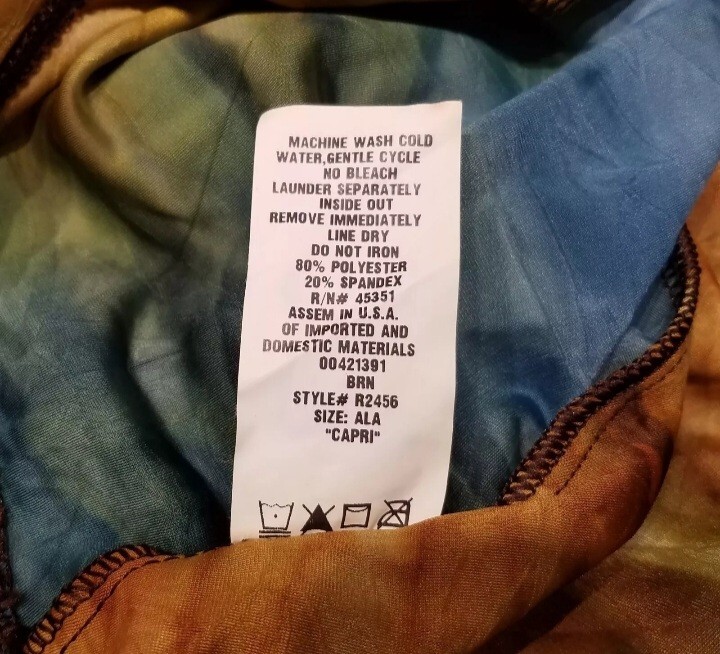 MACHINE WASH COLD
WATER,GENTLE CYCLE
NO BLEACH
LAUNDER SEPARATELY
INSIDE OUT
REMOVE IMMEDIATELY
LINE DRY
DO NOT IRON
80% POLYESTER
20% SPANDEX
R/N# 45351
ASSEM IN U.S.A.
OF IMPORTED AND
DOMESTIC MATERIALS
00421391
BRN
STYLE# R2456
SIZE: ALA
"CAPRI"